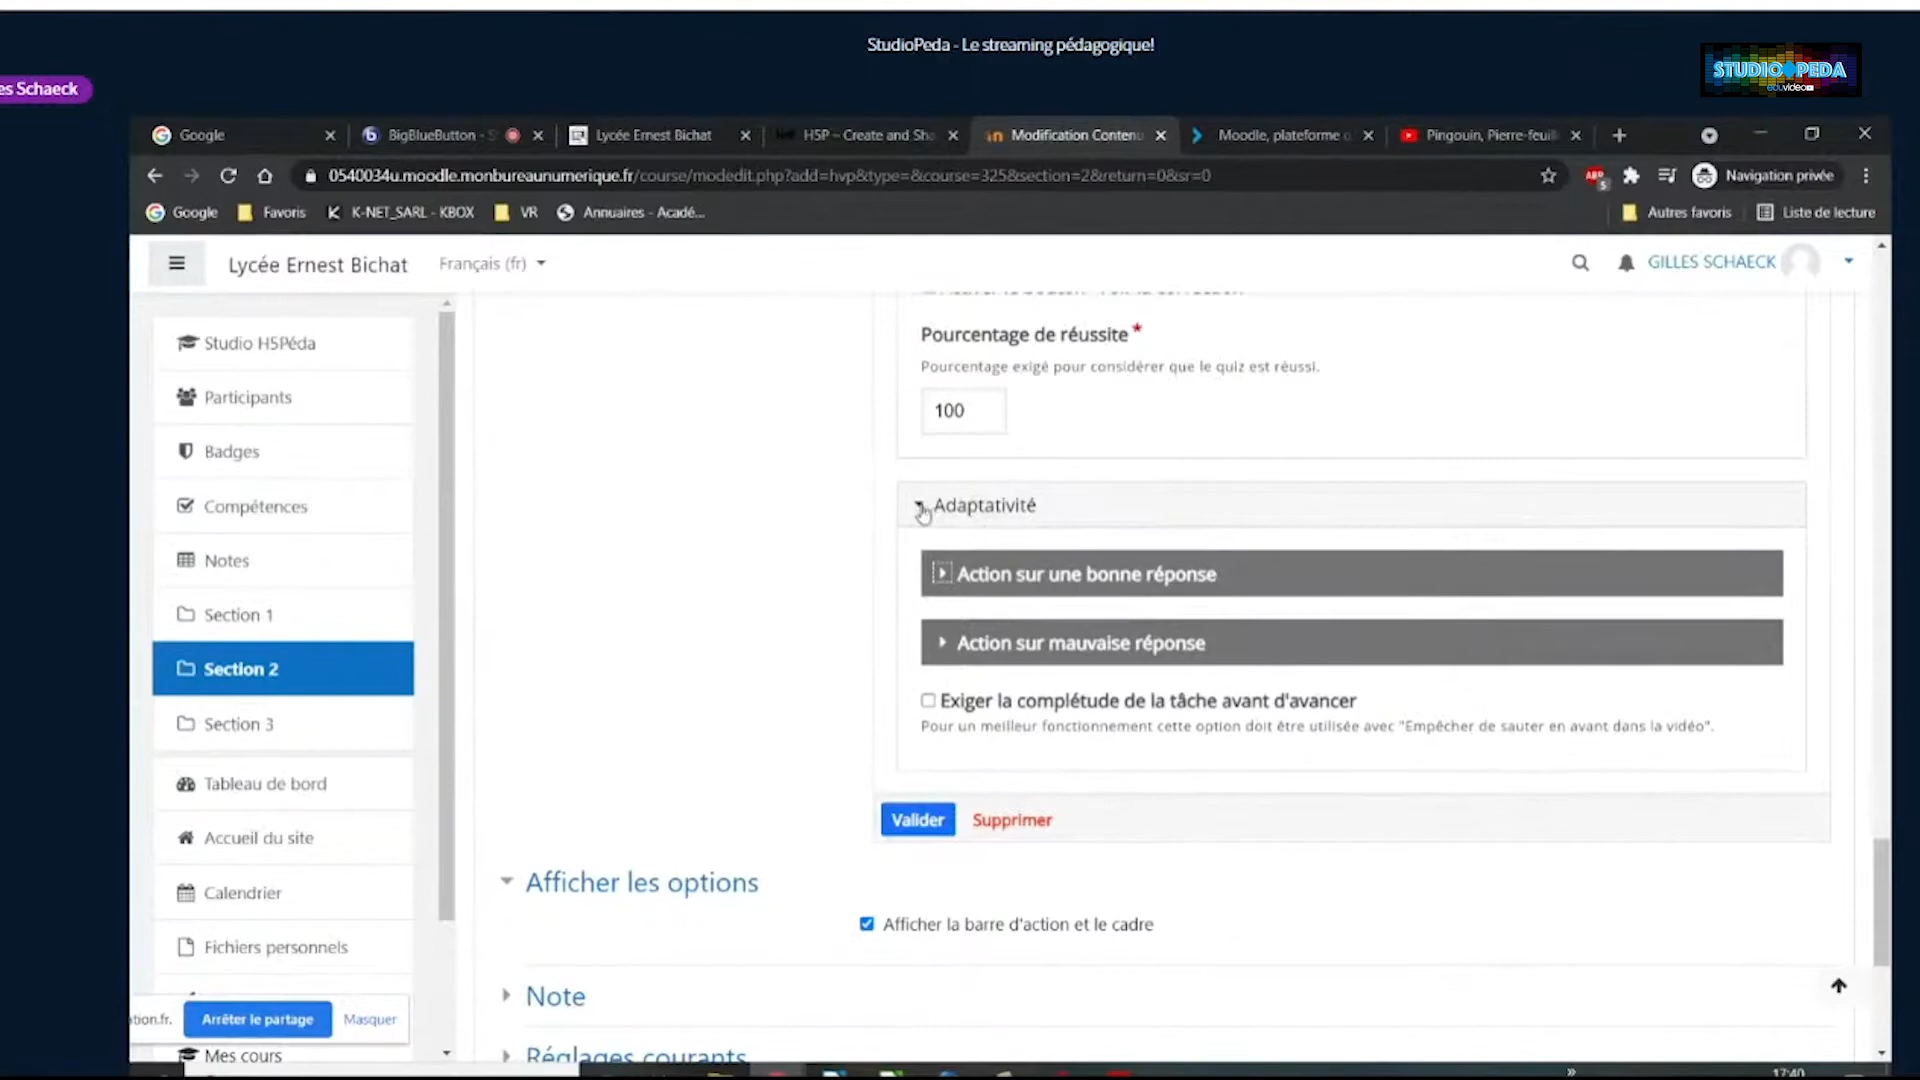 StudioPeda - Le streaming pédagogique!
STUDIO PEDA
eduvideo
es Schaeck
Google
BigBlueButton - S
Lycée Ernest Bichat
H5P – Create and Sha
Modification Conten
Moodle, plateforme o
Pingouin, Pierre-feuil
0540034u.moodle.monbureaunumerique.fr/course/modedit.php?add=hvp&type=&course=325&section=2&return=0&sr=0
ABP
5
Navigation privée
Google
Favoris
K-NET_SARL - KBOX
VR
Annuaires - Acadé...
Autres favoris
Liste de lecture
Lycée Ernest Bichat
Français (fr)
GILLES SCHAECK
Studio H5Péda
Participants
Badges
Compétences
Notes
Section 1
Section 2
Section 3
Tableau de bord
Accueil du site
Calendrier
Fichiers personnels
ation.fr.
Arrêter le partage
Masquer
Mes cours
Pourcentage de réussite *
Pourcentage exigé pour considérer que le quiz est réussi.
100
Adaptativité
Action sur une bonne réponse
Action sur mauvaise réponse
Exiger la complétude de la tâche avant d'avancer
Pour un meilleur fonctionnement cette option doit être utilisée avec "Empêcher de sauter en avant dans la vidéo".
Valider
Supprimer
Afficher les options
Afficher la barre d'action et le cadre
Note
Réglages courants
17:40